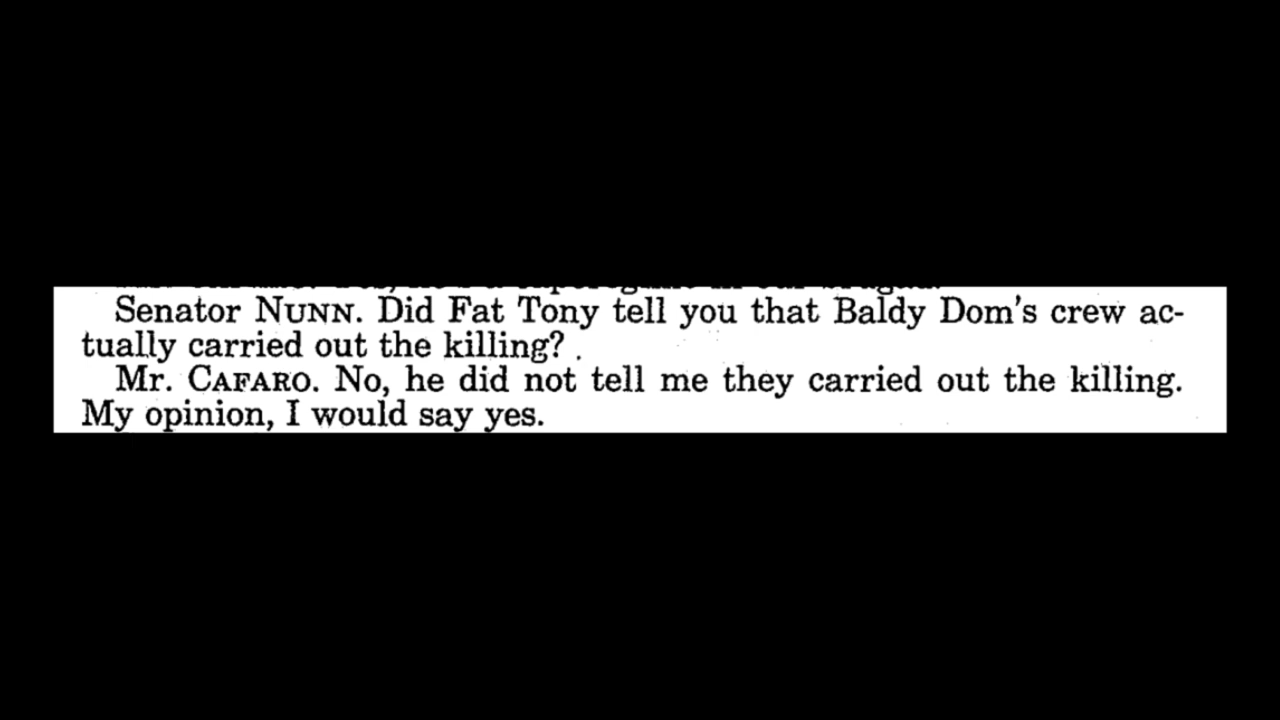 Senator NUNN. Did Fat Tony tell you that Baldy Dom's crew ac-
tually carried out the killing?
Mr. CAFARO. No, he did not tell me they carried out the killing.
My opinion, I would say yes.